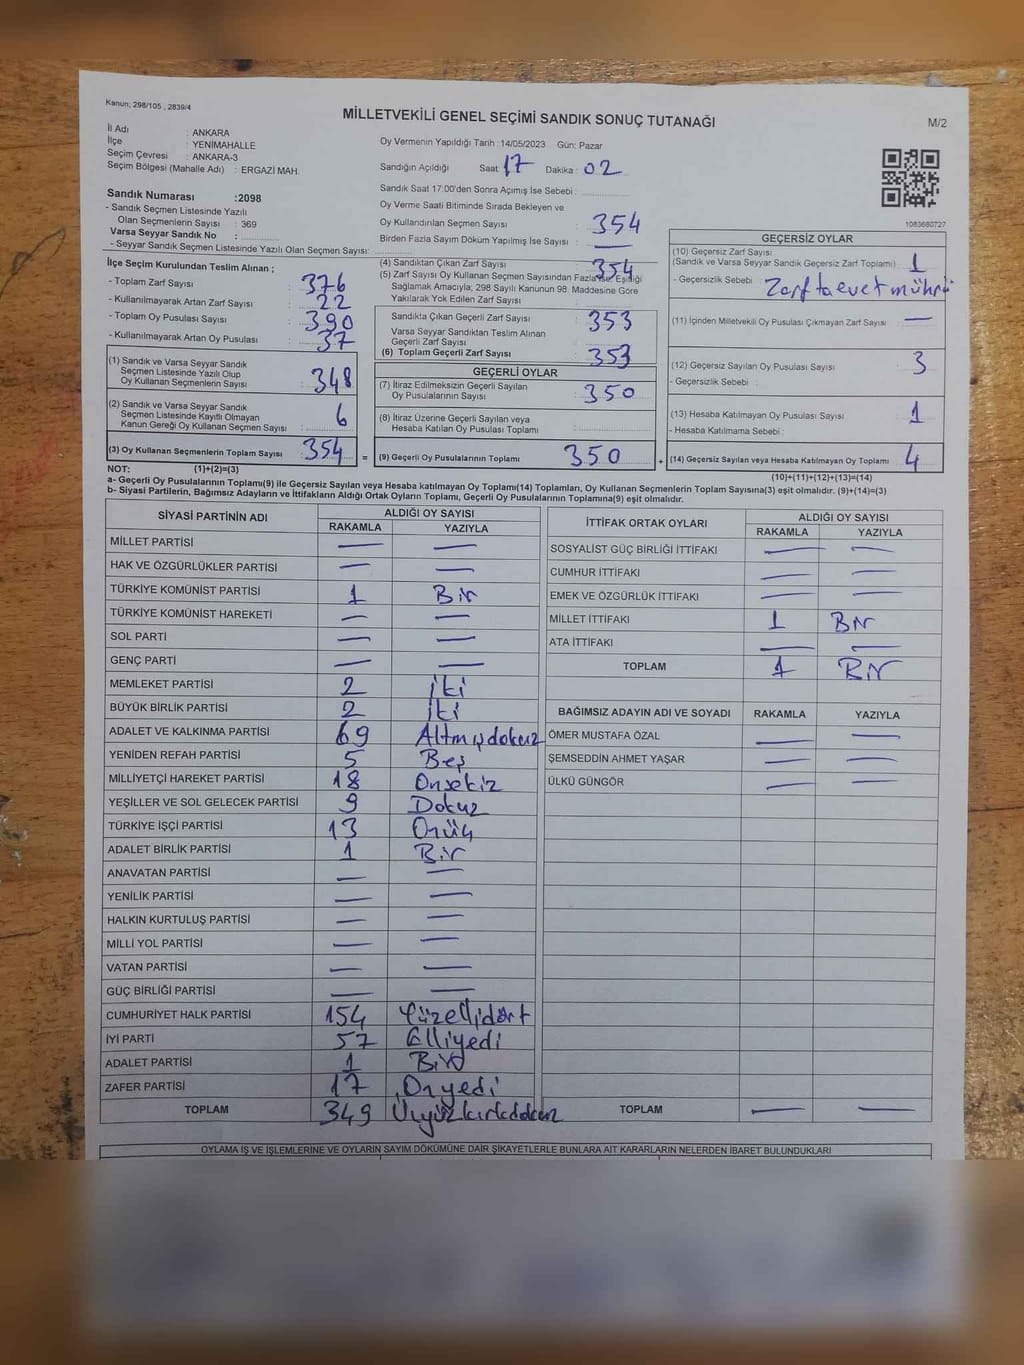 Kanun; 298/105 , 2839/4
MİLLETVEKİLİ GENEL SEÇİMİ SANDIK SONUÇ TUTANAĞI
M/2
İl Adı : ANKARA
İlçe : YENİMAHALLE
Seçim Çevresi : ANKARA-3
Seçim Bölgesi (Mahalle Adı) : ERGAZİ MAH.
Sandık Numarası :2098
- Sandık Seçmen Listesinde Yazılı
Olan Seçmenlerin Sayısı : 369
Varsa Seyyar Sandık No :
- Seyyar Sandık Seçmen Listesinde Yazılı Olan Seçmen Sayısı:
Oy Vermenin Yapıldığı Tarih :14/05/2023 Gün: Pazar
Sandığın Açıldığı Saat: 17 Dakika : 02
Sandık Saat 17:00'den Sonra Açımış İse Sebebi :
Oy Verme Saati Bitiminde Sırada Bekleyen ve
Oy Kullandırılan Seçmen Sayısı : 354
Birden Fazla Sayım Döküm Yapılmış İse Sayısı : —
1083680727
İlçe Seçim Kurulundan Teslim Alınan ;
- Toplam Zarf Sayısı : 376
- Kullanılmayarak Artan Zarf Sayısı : 22
- Toplam Oy Pusulası Sayısı : 390
- Kullanılmayarak Artan Oy Pusulası : 37
(1) Sandık ve Varsa Seyyar Sandık
Seçmen Listesinde Yazılı Olup
Oy Kullanan Seçmenlerin Sayısı : 348
(2) Sandık ve Varsa Seyyar Sandık
Seçmen Listesinde Kayıtlı Olmayan
Kanun Gereği Oy Kullanan Seçmen Sayısı : 6
(3) Oy Kullanan Seçmenlerin Toplam Sayısı : 354
(4) Sandıktan Çıkan Zarf Sayısı : 354
(5) Zarf Sayısı Oy Kullanan Seçmen Sayısından Fazla İse, Eşitliği
Sağlamak Amacıyla; 298 Sayılı Kanunun 98. Maddesine Göre
Yakılarak Yok Edilen Zarf Sayısı :
Sandıkta Çıkan Geçerli Zarf Sayısı : 353
Varsa Seyyar Sandıktan Teslim Alınan
Geçerli Zarf Sayısı :
(6) Toplam Geçerli Zarf Sayısı : 353
GEÇERLİ OYLAR
(7) İtiraz Edilmeksizin Geçerli Sayılan
Oy Pusulalarının Sayısı : 350
(8) İtiraz Üzerine Geçerli Sayılan veya
Hesaba Katılan Oy Pusulası Toplamı :
= (9) Geçerli Oy Pusulalarının Toplamı : 350
GEÇERSİZ OYLAR
(10) Geçersiz Zarf Sayısı
(Sandık ve Varsa Seyyar Sandık Geçersiz Zarf Toplamı) : 1
- Geçersizlik Sebebi : Zarfta evet mührü
(11) İçinden Milletvekili Oy Pusulası Çıkmayan Zarf Sayısı : —
(12) Geçersiz Sayılan Oy Pusulası Sayısı : 3
- Geçersizlik Sebebi :
(13) Hesaba Katılmayan Oy Pusulası Sayısı : 1
- Hesaba Katılmama Sebebi :
+ (14) Geçersiz Sayılan veya Hesaba Katılmayan Oy Toplamı : 4
NOT: (1)+(2)=(3)
(10)+(11)+(12)+(13)=(14)
a- Geçerli Oy Pusulalarının Toplamı(9) ile Geçersiz Sayılan veya Hesaba katılmayan Oy Toplamı(14) Toplamları, Oy Kullanan Seçmenlerin Toplam Sayısına(3) eşit olmalıdır. (9)+(14)=(3)
b- Siyasi Partilerin, Bağımsız Adayların ve İttifakların Aldığı Ortak Oyların Toplamı, Geçerli Oy Pusulalarının Toplamına(9) eşit olmalıdır.
SİYASİ PARTİNİN ADI ALDIĞI OY SAYISI
RAKAMLA YAZIYLA
MİLLET PARTİSİ — —
HAK VE ÖZGÜRLÜKLER PARTİSİ — —
TÜRKİYE KOMÜNİST PARTİSİ 1 Bir
TÜRKİYE KOMÜNİST HAREKETİ — —
SOL PARTİ — —
GENÇ PARTİ — —
MEMLEKET PARTİSİ 2 iki
BÜYÜK BİRLİK PARTİSİ 2 iki
ADALET VE KALKINMA PARTİSİ 69 Altmışdokuz
YENİDEN REFAH PARTİSİ 5 Beş
MİLLİYETÇİ HAREKET PARTİSİ 18 Onsekiz
YEŞİLLER VE SOL GELECEK PARTİSİ 9 Dokuz
TÜRKİYE İŞÇİ PARTİSİ 13 Onüç
ADALET BİRLİK PARTİSİ 1 Bir
ANAVATAN PARTİSİ — —
YENİLİK PARTİSİ — —
HALKIN KURTULUŞ PARTİSİ — —
MİLLİ YOL PARTİSİ — —
VATAN PARTİSİ — —
GÜÇ BİRLİĞİ PARTİSİ — —
CUMHURİYET HALK PARTİSİ 154 Yüzellidört
İYİ PARTİ 57 Elliyedi
ADALET PARTİSİ 1 Bir
ZAFER PARTİSİ 17 Onyedi
TOPLAM 349 Üçyüzkırkdokuz
İTTİFAK ORTAK OYLARI ALDIĞI OY SAYISI
RAKAMLA YAZIYLA
SOSYALİST GÜÇ BİRLİĞİ İTTİFAKI — —
CUMHUR İTTİFAKI — —
EMEK VE ÖZGÜRLÜK İTTİFAKI — —
MİLLET İTTİFAKI 1 Bir
ATA İTTİFAKI — —
TOPLAM 1 Bir
BAĞIMSIZ ADAYIN ADI VE SOYADI RAKAMLA YAZIYLA
ÖMER MUSTAFA ÖZAL — —
ŞEMSEDDİN AHMET YAŞAR — —
ÜLKÜ GÜNGÖR — —
TOPLAM — —
OYLAMA İŞ VE İŞLEMLERİNE VE OYLARIN SAYIM DÖKÜMÜNE DAİR ŞİKAYETLERLE BUNLARA AİT KARARLARIN NELERDEN İBARET BULUNDUKLARI